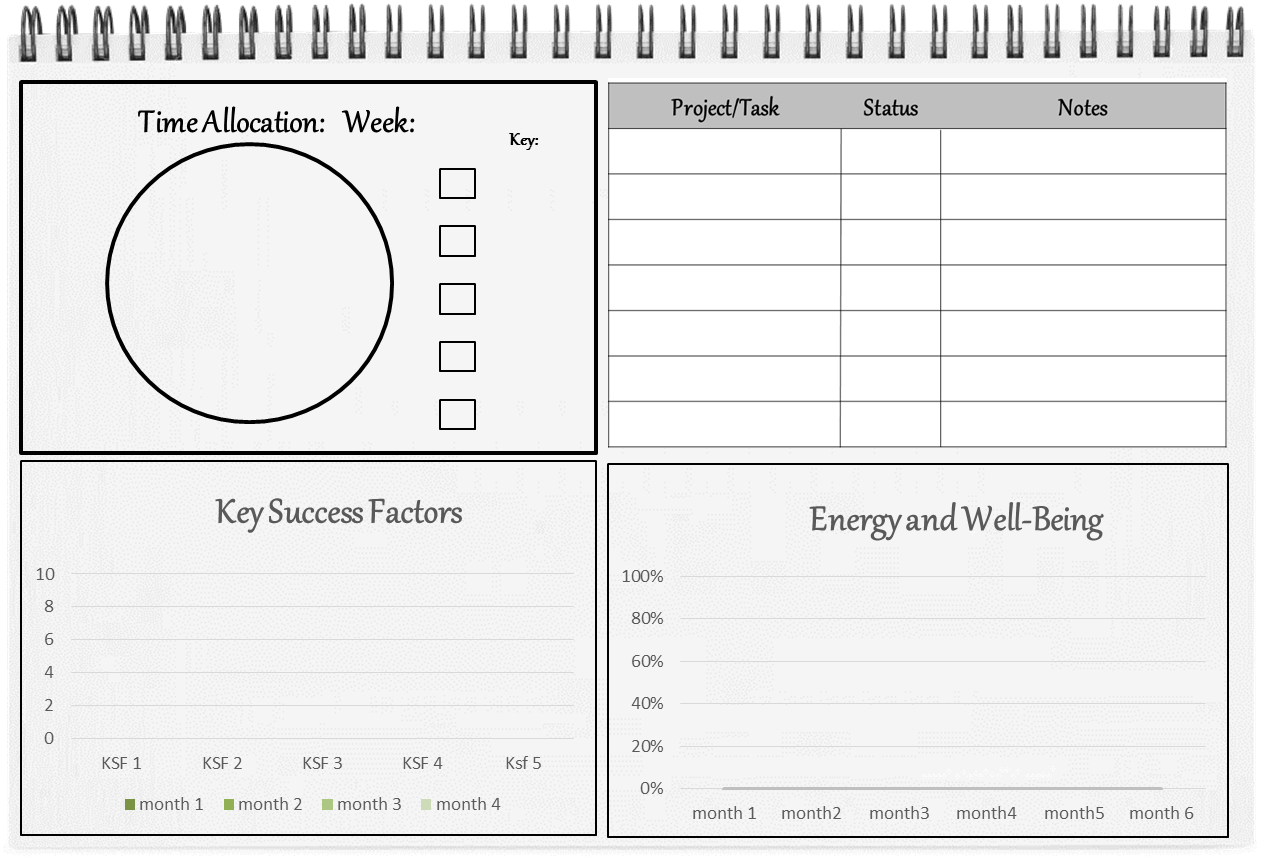 Time Allocation: Week:
Key:
Project/Task Status Notes
Key Success Factors
10
8
6
4
2
0
KSF 1 KSF 2 KSF 3 KSF 4 Ksf 5
month 1 month 2 month 3 month 4
Energy and Well-Being
100%
80%
60%
40%
20%
0%
month 1 month2 month3 month4 month5 month 6